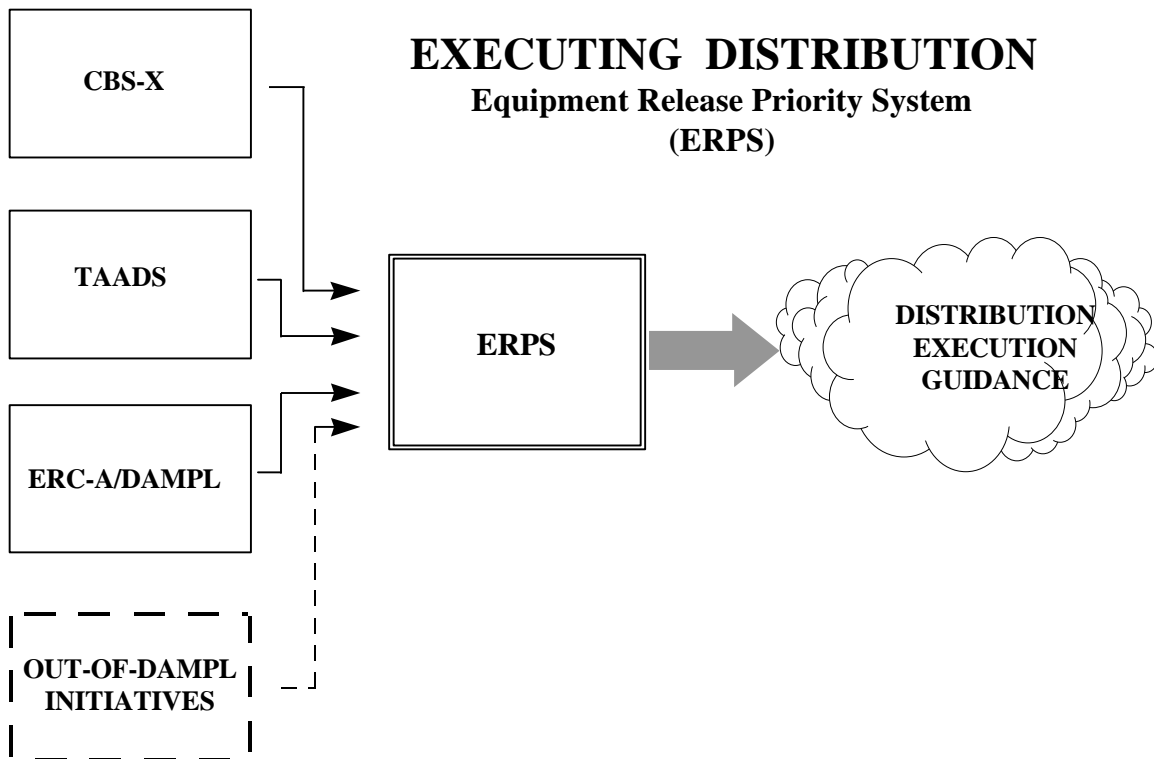 EXECUTING DISTRIBUTION
Equipment Release Priority System
(ERPS)
CBS-X
TAADS
ERC-A/DAMPL
OUT-OF-DAMPL
INITIATIVES
ERPS
DISTRIBUTION
EXECUTION
GUIDANCE